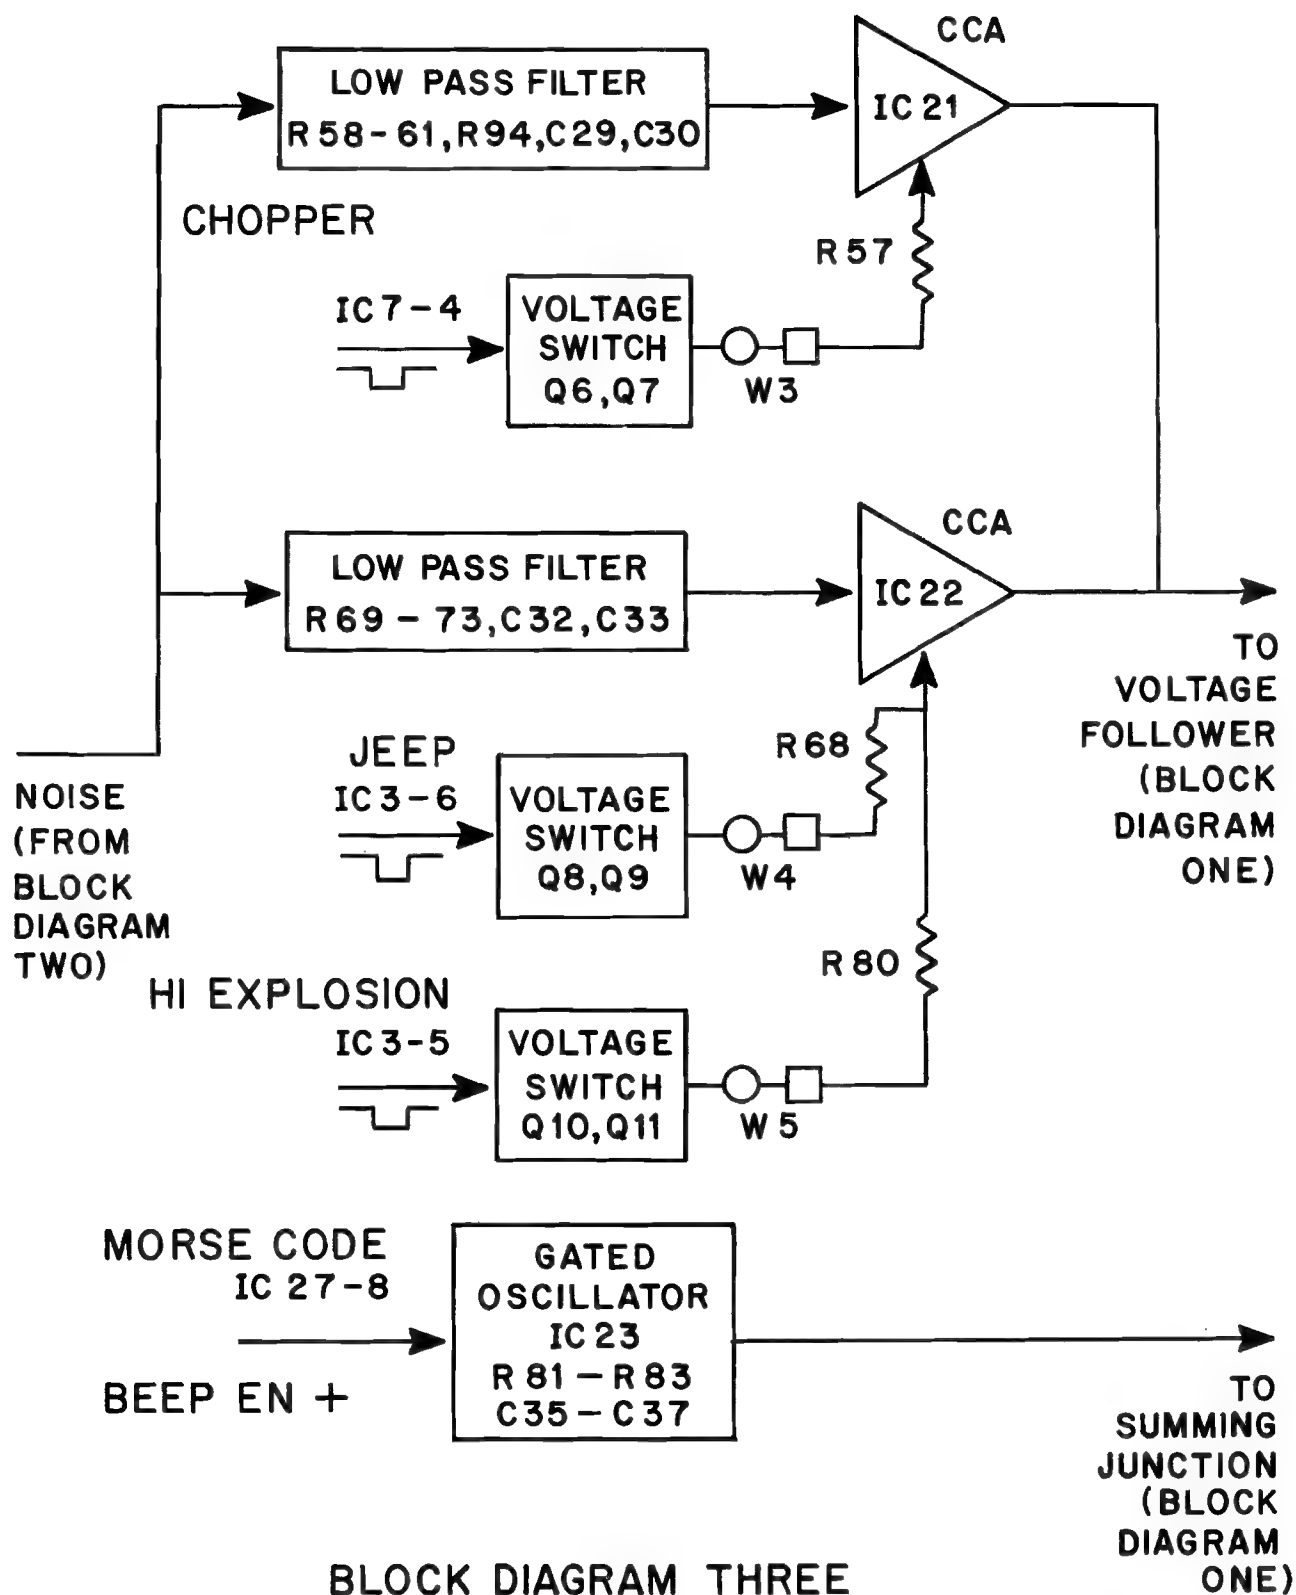 CCA
LOW PASS FILTER
R58-61,R94,C29,C30
IC21
CHOPPER
R57
IC7-4
VOLTAGE
SWITCH
Q6,Q7
W3
CCA
LOW PASS FILTER
R69-73,C32,C33
IC22
TO
VOLTAGE
FOLLOWER
(BLOCK
DIAGRAM
ONE)
NOISE
(FROM
BLOCK
DIAGRAM
TWO)
JEEP
IC3-6
VOLTAGE
SWITCH
Q8,Q9
W4
R68
R80
HI EXPLOSION
IC3-5
VOLTAGE
SWITCH
Q10,Q11
W5
MORSE CODE
IC27-8
BEEP EN +
GATED
OSCILLATOR
IC23
R81-R83
C35-C37
TO
SUMMING
JUNCTION
(BLOCK
DIAGRAM
ONE)
BLOCK DIAGRAM THREE